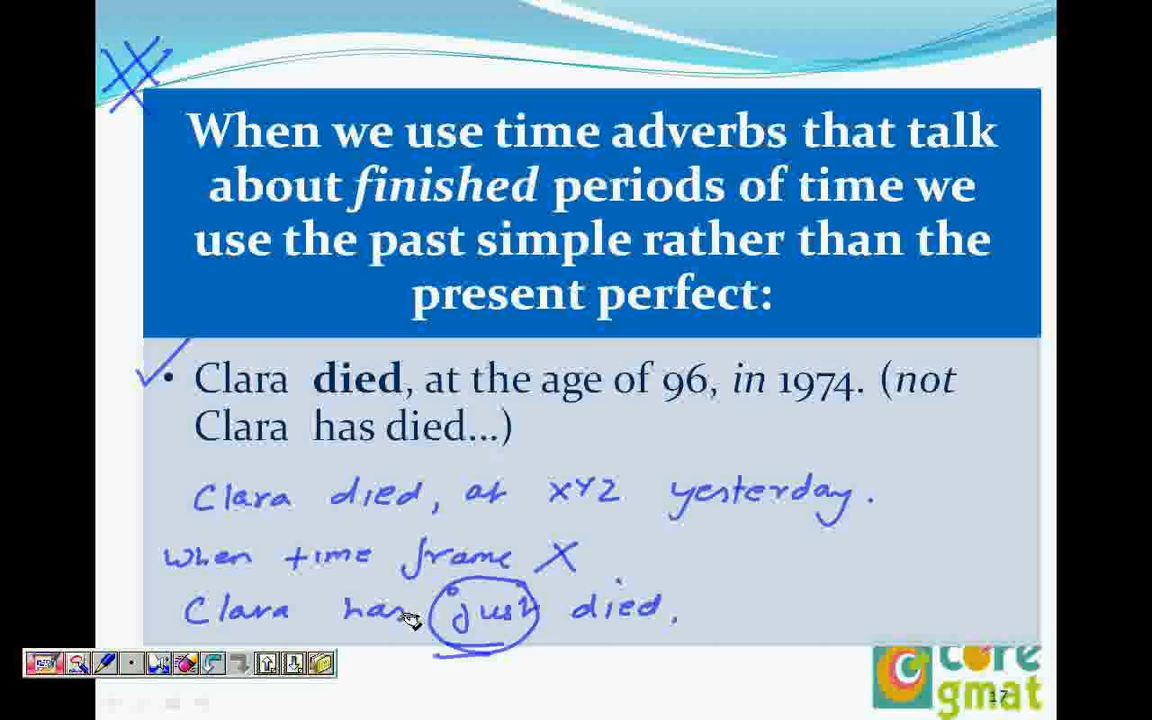 When we use time adverbs that talk
about finished periods of time we
use the past simple rather than the
present perfect:
• Clara died, at the age of 96, in 1974. (not
Clara has died...)
Clara died, at XYZ yesterday.
When time frame X
Clara has just died.
core
gmat
17